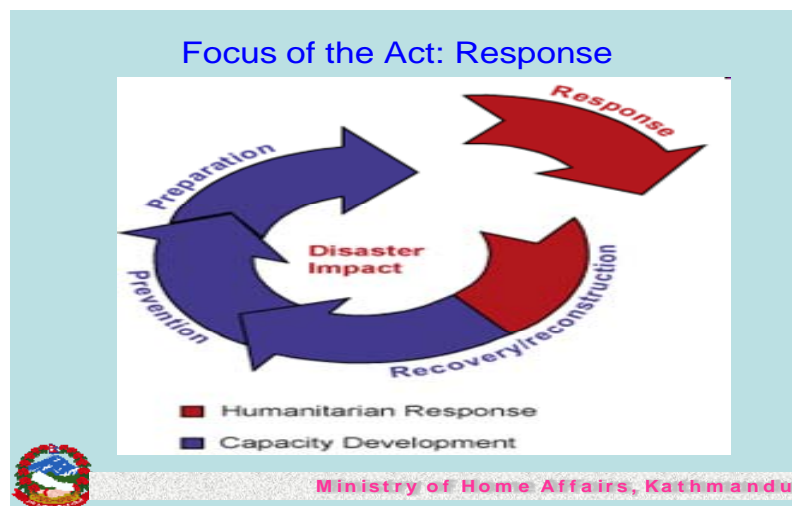 Focus of the Act: Response
Response
Preparation
Disaster
Impact
Prevention
Recovery/reconstruction
Humanitarian Response
Capacity Development
Ministry of Home Affairs, Kathmandu